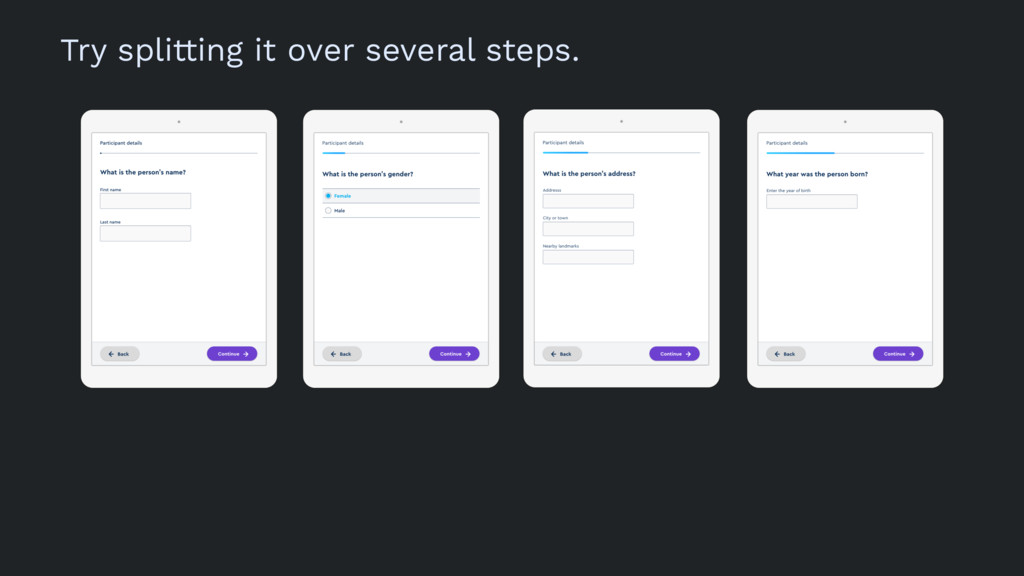 Try splitting it over several steps.
Participant details
What is the person's name?
First name
Last name
← Back
Continue →
Participant details
What is the person's gender?
Female
Male
← Back
Continue →
Participant details
What is the person's address?
Address
City or town
Nearby landmarks
← Back
Continue →
Participant details
What year was the person born?
Enter the year of birth
← Back
Continue →